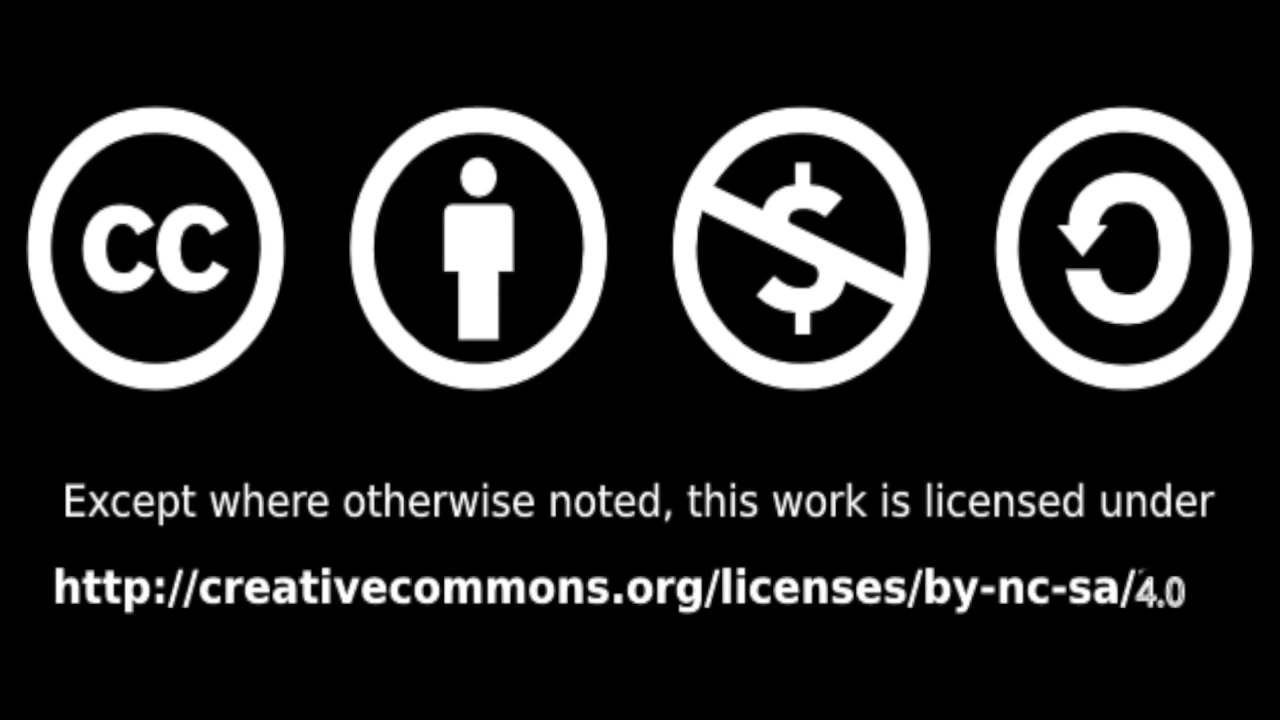 cc
$
Except where otherwise noted, this work is licensed under
http://creativecommons.org/licenses/by-nc-sa/4.0